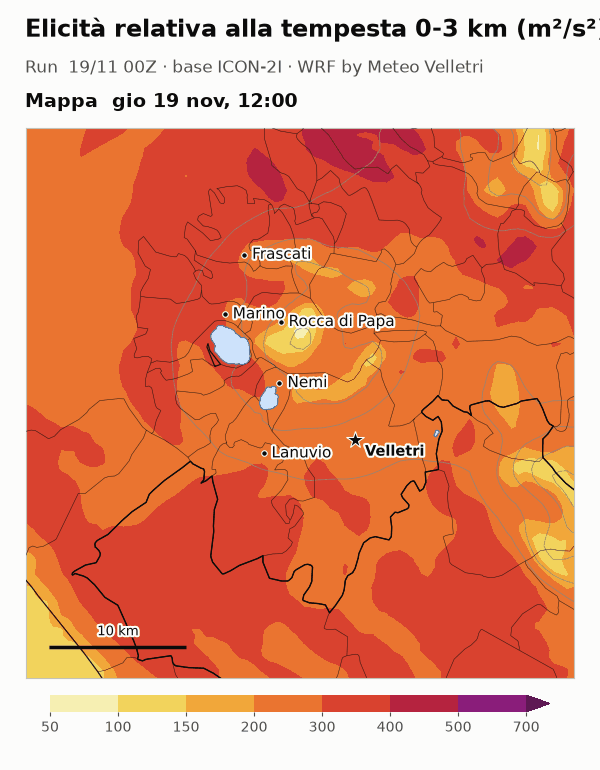 Elicità relativa alla tempesta 0-3 km (m²/s²)
Run 19/11 00Z · base ICON-2I · WRF by Meteo Velletri
Mappa gio 19 nov, 12:00
Frascati
Marino
Rocca di Papa
Nemi
Velletri
Lanuvio
10 km
50 100 150 200 300 400 500 700